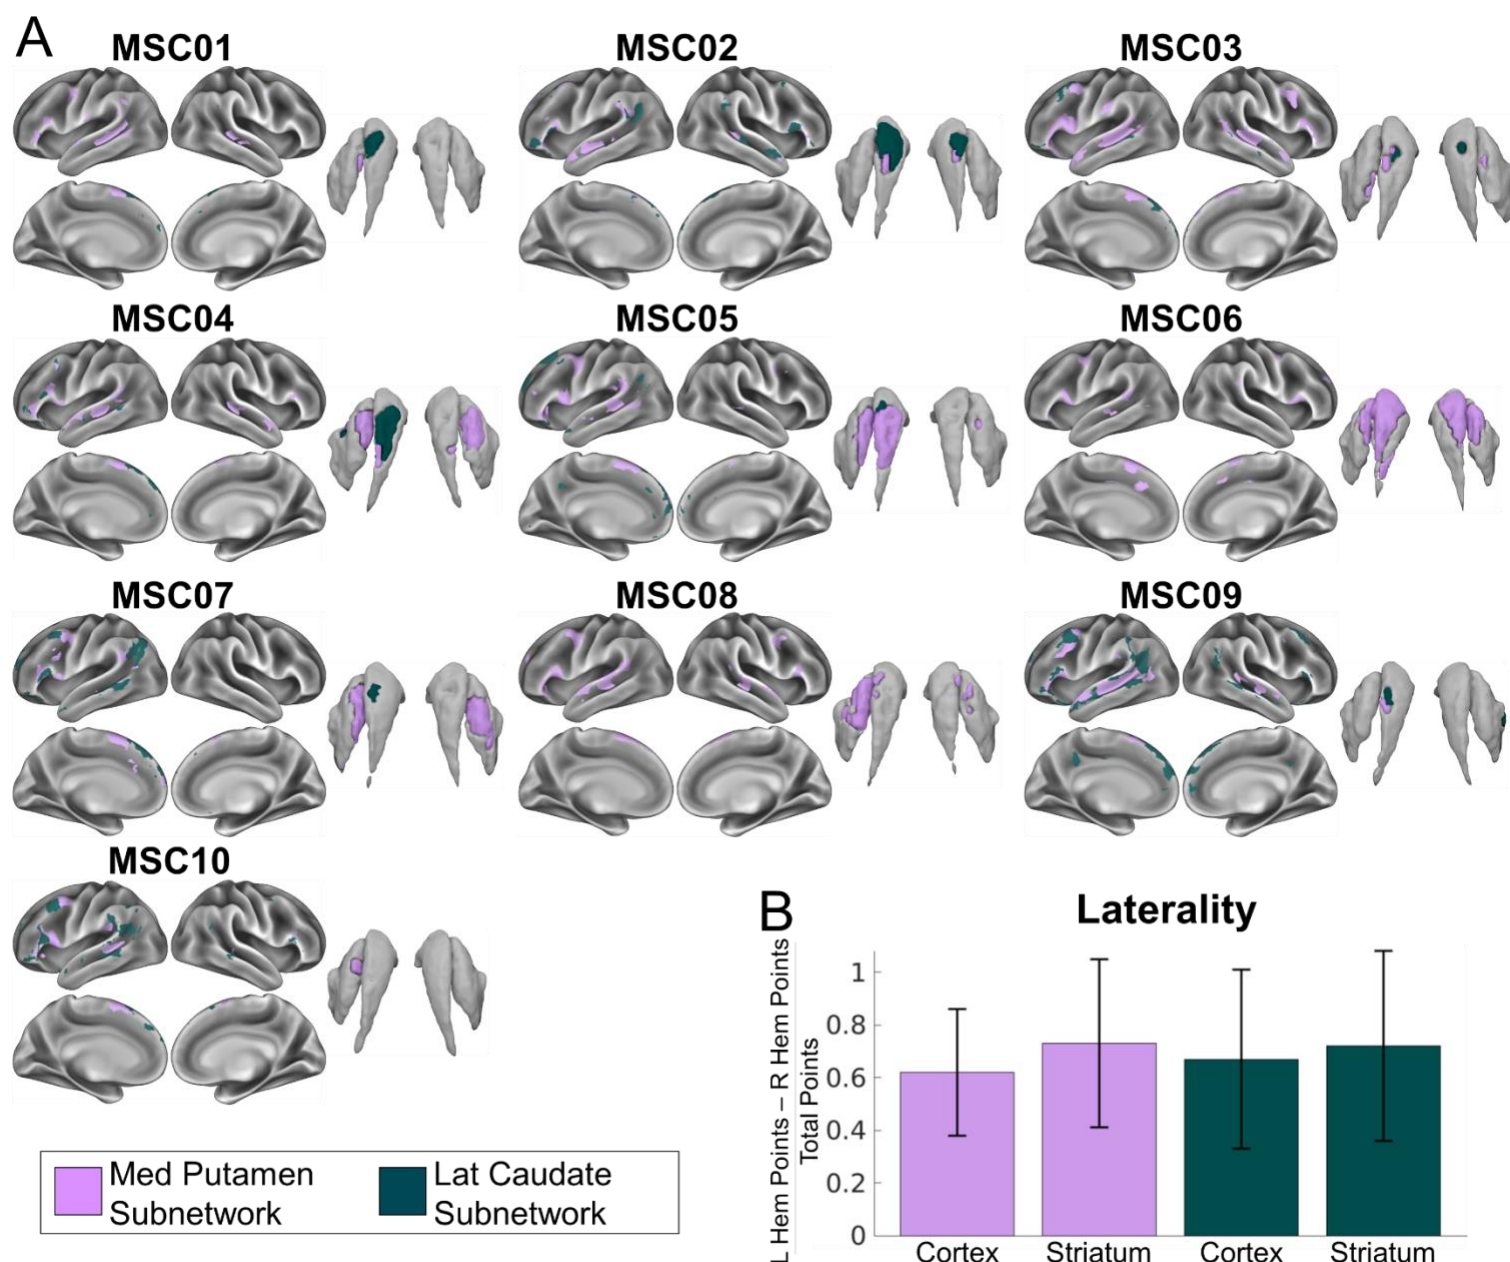 A
MSC01
MSC02
MSC03
MSC04
MSC05
MSC06
MSC07
MSC08
MSC09
MSC10
Med Putamen
Subnetwork
Lat Caudate
Subnetwork
B
Laterality
L Hem Points – R Hem Points
Total Points
1
0.8
0.6
0.4
0.2
0
Cortex
Striatum
Cortex
Striatum